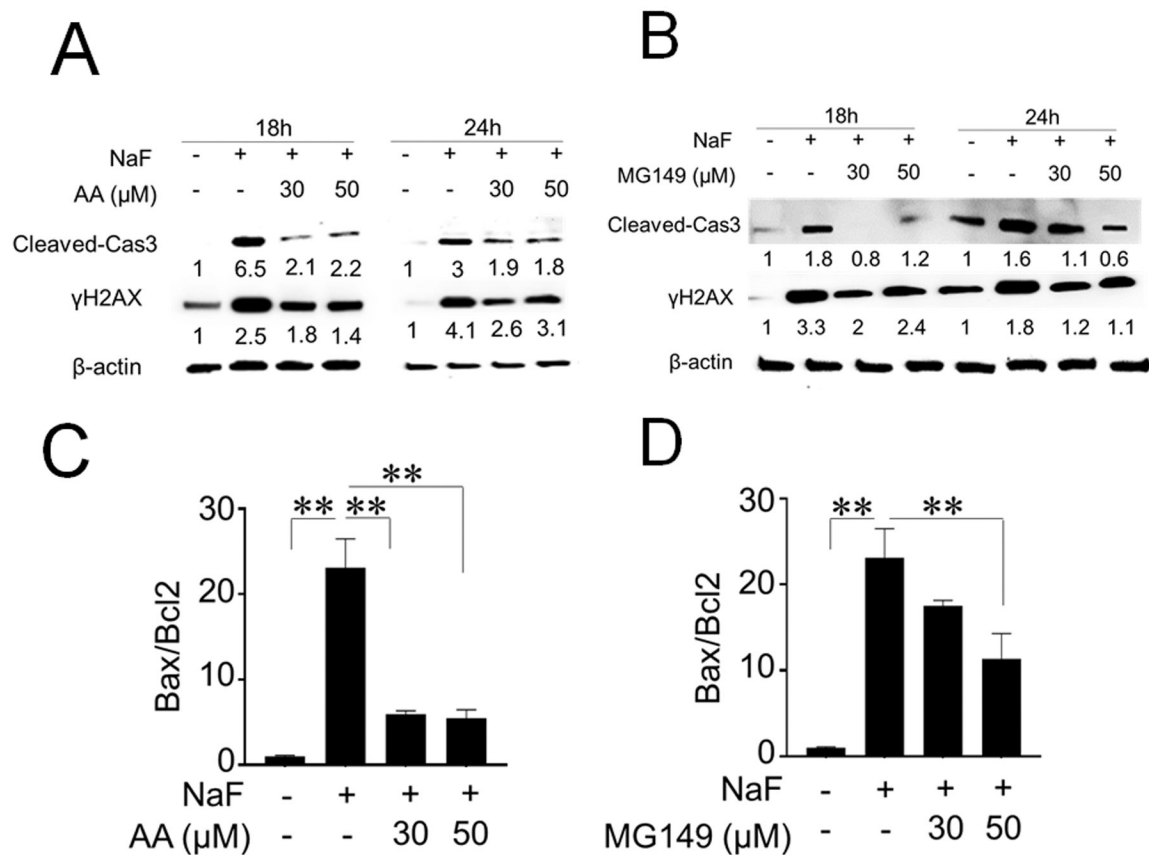 A
18h 24h
NaF - + + + - + + +
AA (µM) - - 30 50 - - 30 50
Cleaved-Cas3
1 6.5 2.1 2.2 1 3 1.9 1.8
γH2AX
1 2.5 1.8 1.4 1 4.1 2.6 3.1
β-actin
B
18h 24h
NaF - + + + - + + +
MG149 (µM) - - 30 50 - - 30 50
Cleaved-Cas3
1 1.8 0.8 1.2 1 1.6 1.1 0.6
γH2AX
1 3.3 2 2.4 1 1.8 1.2 1.1
β-actin
C
**
** **
30
20
10
0
Bax/Bcl2
NaF - + + +
AA (µM) - - 30 50
D
** **
30
20
10
0
Bax/Bcl2
NaF - + + +
MG149 (µM) - - 30 50